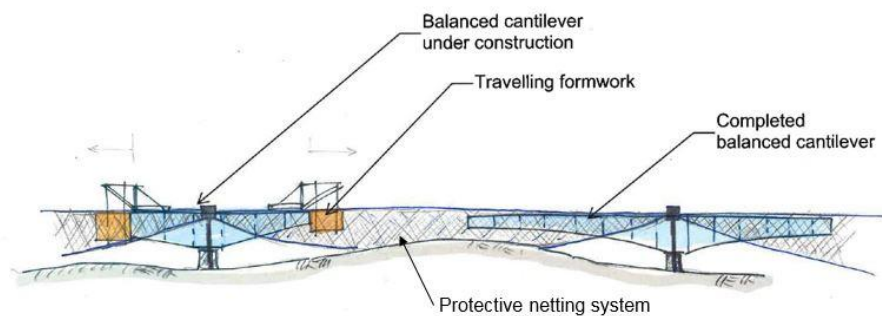 Balanced cantilever
under construction
Travelling formwork
Completed
balanced cantilever
Protective netting system